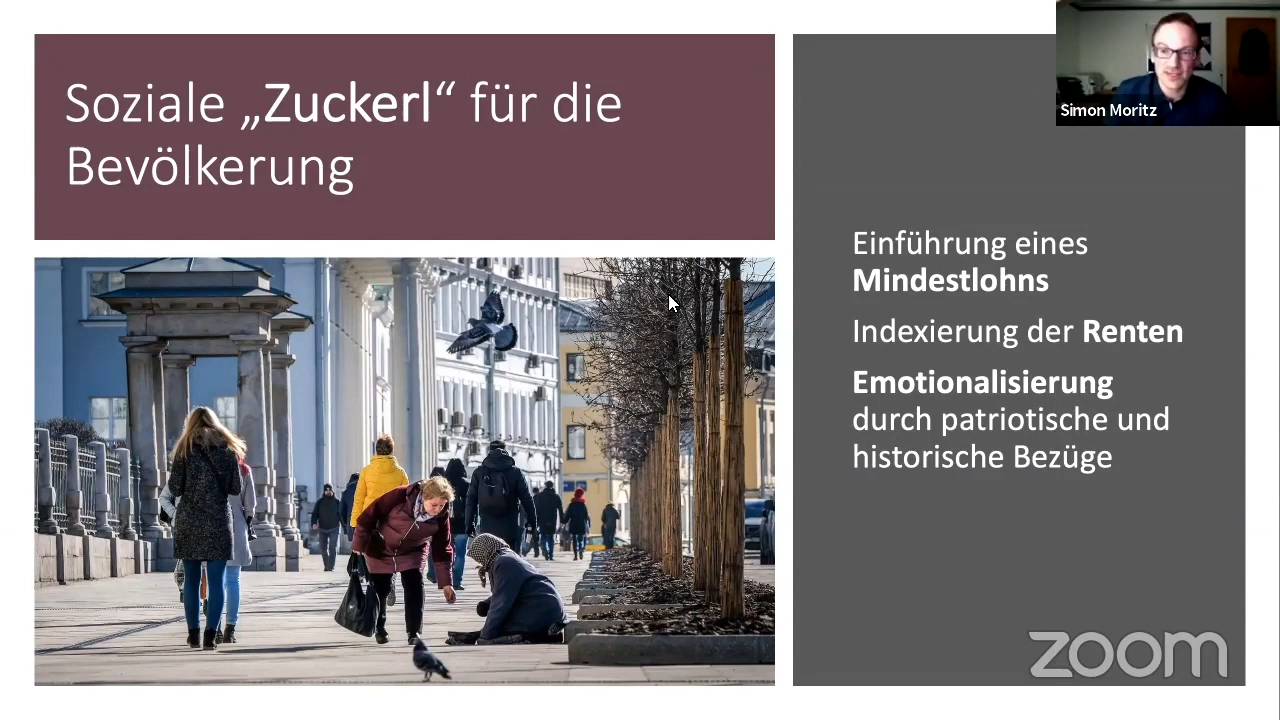 Soziale „Zuckerl“ für die
Bevölkerung
Simon Moritz
Einführung eines
Mindestlohns
Indexierung der Renten
Emotionalisierung
durch patriotische und
historische Bezüge
zoom